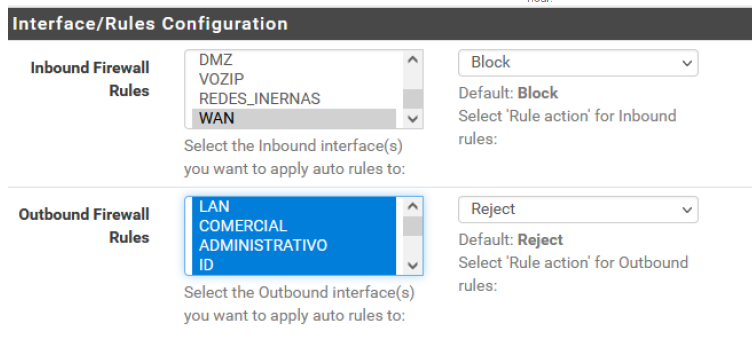 hour.
Interface/Rules Configuration
Inbound Firewall
Rules
DMZ
VOZIP
REDES_INERNAS
WAN
Select the Inbound interface(s)
you want to apply auto rules to:
Block
Default: Block
Select 'Rule action' for Inbound
rules:
Outbound Firewall
Rules
LAN
COMERCIAL
ADMINISTRATIVO
ID
Select the Outbound interface(s)
you want to apply auto rules to:
Reject
Default: Reject
Select 'Rule action' for Outbound
rules: